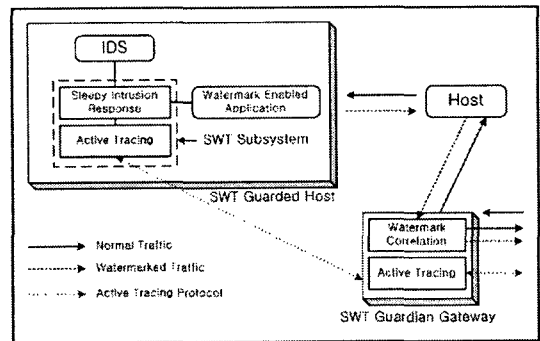 IDS
Sleepy Intrusion
Response
Watermark Enabled
Application
Active Tracing
SWT Subsystem
SWT Guarded Host
Host
Normal Traffic
Watermarked Traffic
Active Tracing Protocol
Watermark
Correlation
Active Tracing
SWT Guardian Gateway